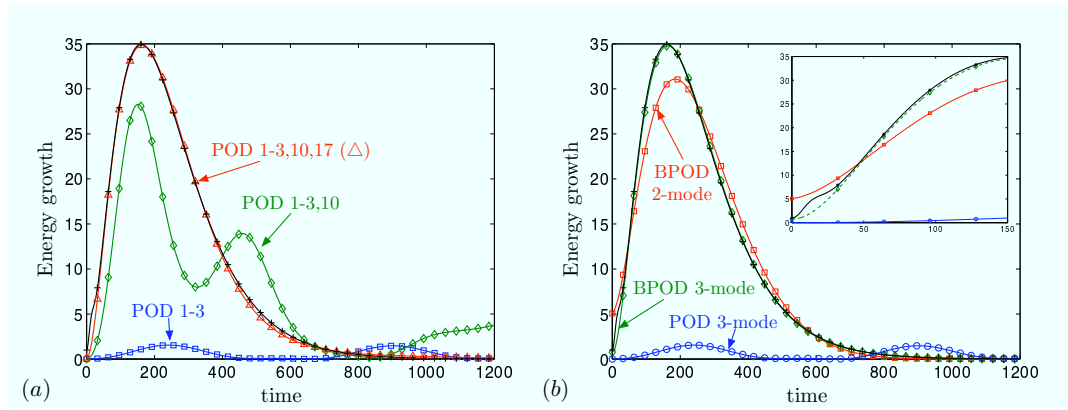 35
30
25
20
15
10
5
0
0 200 400 600 800 1000 1200
Energy growth
time
POD 1-3,10,17 (△)
POD 1-3,10
POD 1-3
(a)
35
30
25
20
15
10
5
0
0 200 400 600 800 1000 1200
Energy growth
time
BPOD
2-mode
BPOD 3-mode
POD 3-mode
(b)
35
30
25
20
15
10
5
0
0 50 100 150